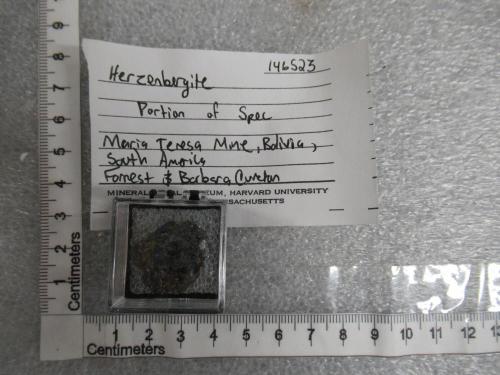 146523
Herzenbergite
Portion of Spec
Maria Teresa Mine, Bolivia,
South America
Forrest & Barbara Cureton
MINERAL UM, HARVARD UNIVERSITY
SACHUSETTS
1 2 3 4 5 6 7 8 9
Centimeters
1 2 3 4 5 6 7 8 9 10 11 12 13
Centimeters